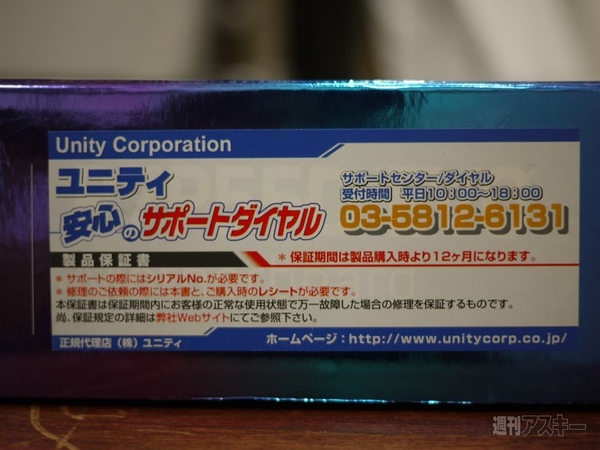 Unity Corporation
ユニティ
安心のサポートダイヤル
サポートセンター/ダイヤル
受付時間 平日10:00〜18:00
03-5812-6131
製品保証書
＊保証期間は製品購入時より12ヶ月になります。
＊サポートの際にはシリアルNo.が必要です。
＊修理のご依頼の際には本書と、ご購入時のレシートが必要です。
本保証書は保証期間内にお客様の正常な使用状態で万一故障した場合の修理を保証するものです。
尚、保証規定の詳細は弊社Webサイトにてご参照下さい。
正規代理店（株）ユニティ
ホームページ：http://www.unitycorp.co.jp/
週刊アスキー